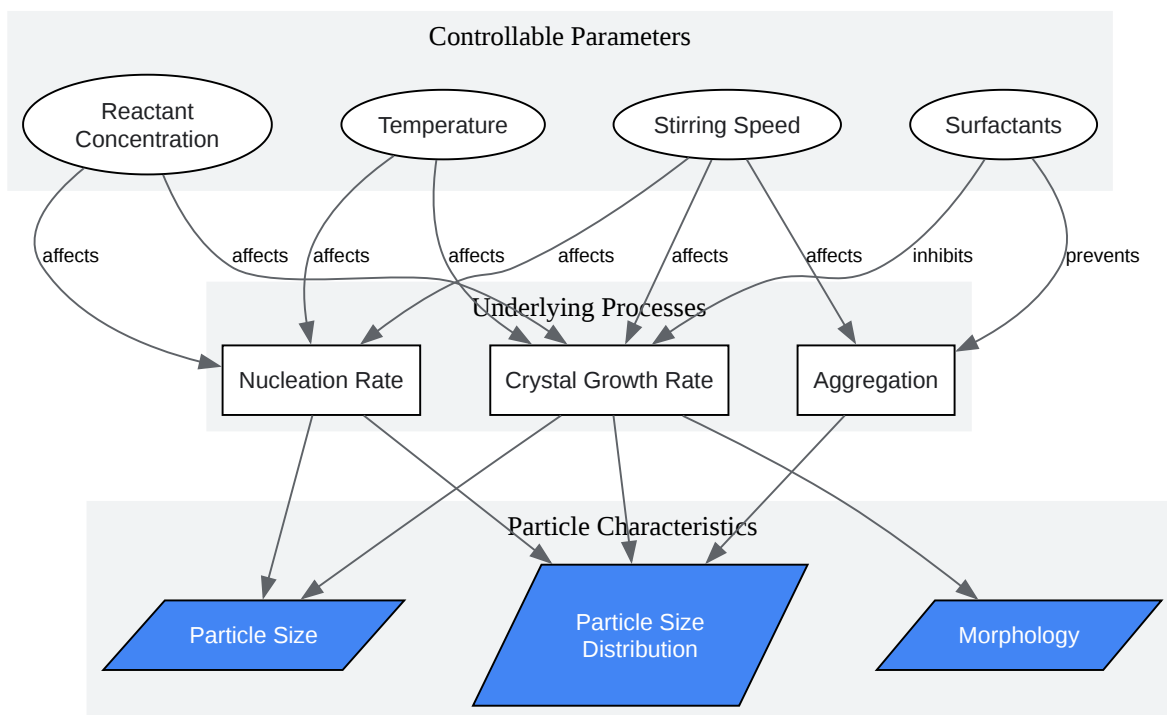 Controllable Parameters
Reactant
Concentration
Temperature
Stirring Speed
Surfactants
affects
affects
affects
affects
affects
affects
affects
inhibits
prevents
Underlying Processes
Nucleation Rate
Crystal Growth Rate
Aggregation
Particle Characteristics
Particle Size
Particle Size
Distribution
Morphology